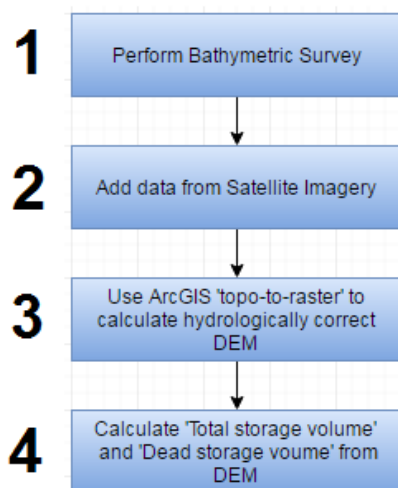 1
Perform Bathymetric Survey
2
Add data from Satellite Imagery
3
Use ArcGIS 'topo-to-raster' to
calculate hydrologically correct
DEM
4
Calculate 'Total storage volume'
and 'Dead storage voume' from
DEM